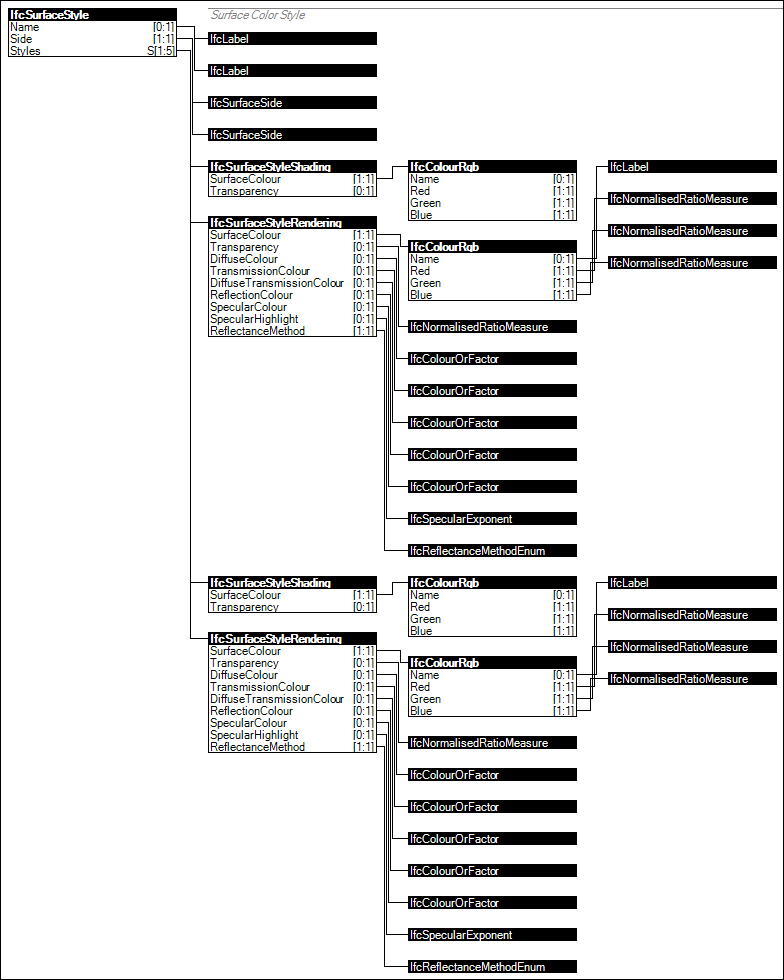 Surface Color Style
IfcSurfaceStyle
Name [0:1]
Side [1:1]
Styles S[1:5]
IfcLabel
IfcLabel
IfcSurfaceSide
IfcSurfaceSide
IfcSurfaceStyleShading
SurfaceColour [1:1]
Transparency [0:1]
IfcColourRgb
Name [0:1]
Red [1:1]
Green [1:1]
Blue [1:1]
IfcLabel
IfcNormalisedRatioMeasure
IfcNormalisedRatioMeasure
IfcNormalisedRatioMeasure
IfcSurfaceStyleRendering
SurfaceColour [1:1]
Transparency [0:1]
DiffuseColour [0:1]
TransmissionColour [0:1]
DiffuseTransmissionColour [0:1]
ReflectionColour [0:1]
SpecularColour [0:1]
SpecularHighlight [0:1]
ReflectanceMethod [1:1]
IfcColourRgb
Name [0:1]
Red [1:1]
Green [1:1]
Blue [1:1]
IfcNormalisedRatioMeasure
IfcColourOrFactor
IfcColourOrFactor
IfcColourOrFactor
IfcColourOrFactor
IfcColourOrFactor
IfcSpecularExponent
IfcReflectanceMethodEnum
IfcSurfaceStyleShading
SurfaceColour [1:1]
Transparency [0:1]
IfcColourRgb
Name [0:1]
Red [1:1]
Green [1:1]
Blue [1:1]
IfcLabel
IfcNormalisedRatioMeasure
IfcNormalisedRatioMeasure
IfcNormalisedRatioMeasure
IfcSurfaceStyleRendering
SurfaceColour [1:1]
Transparency [0:1]
DiffuseColour [0:1]
TransmissionColour [0:1]
DiffuseTransmissionColour [0:1]
ReflectionColour [0:1]
SpecularColour [0:1]
SpecularHighlight [0:1]
ReflectanceMethod [1:1]
IfcColourRgb
Name [0:1]
Red [1:1]
Green [1:1]
Blue [1:1]
IfcNormalisedRatioMeasure
IfcColourOrFactor
IfcColourOrFactor
IfcColourOrFactor
IfcColourOrFactor
IfcColourOrFactor
IfcSpecularExponent
IfcReflectanceMethodEnum